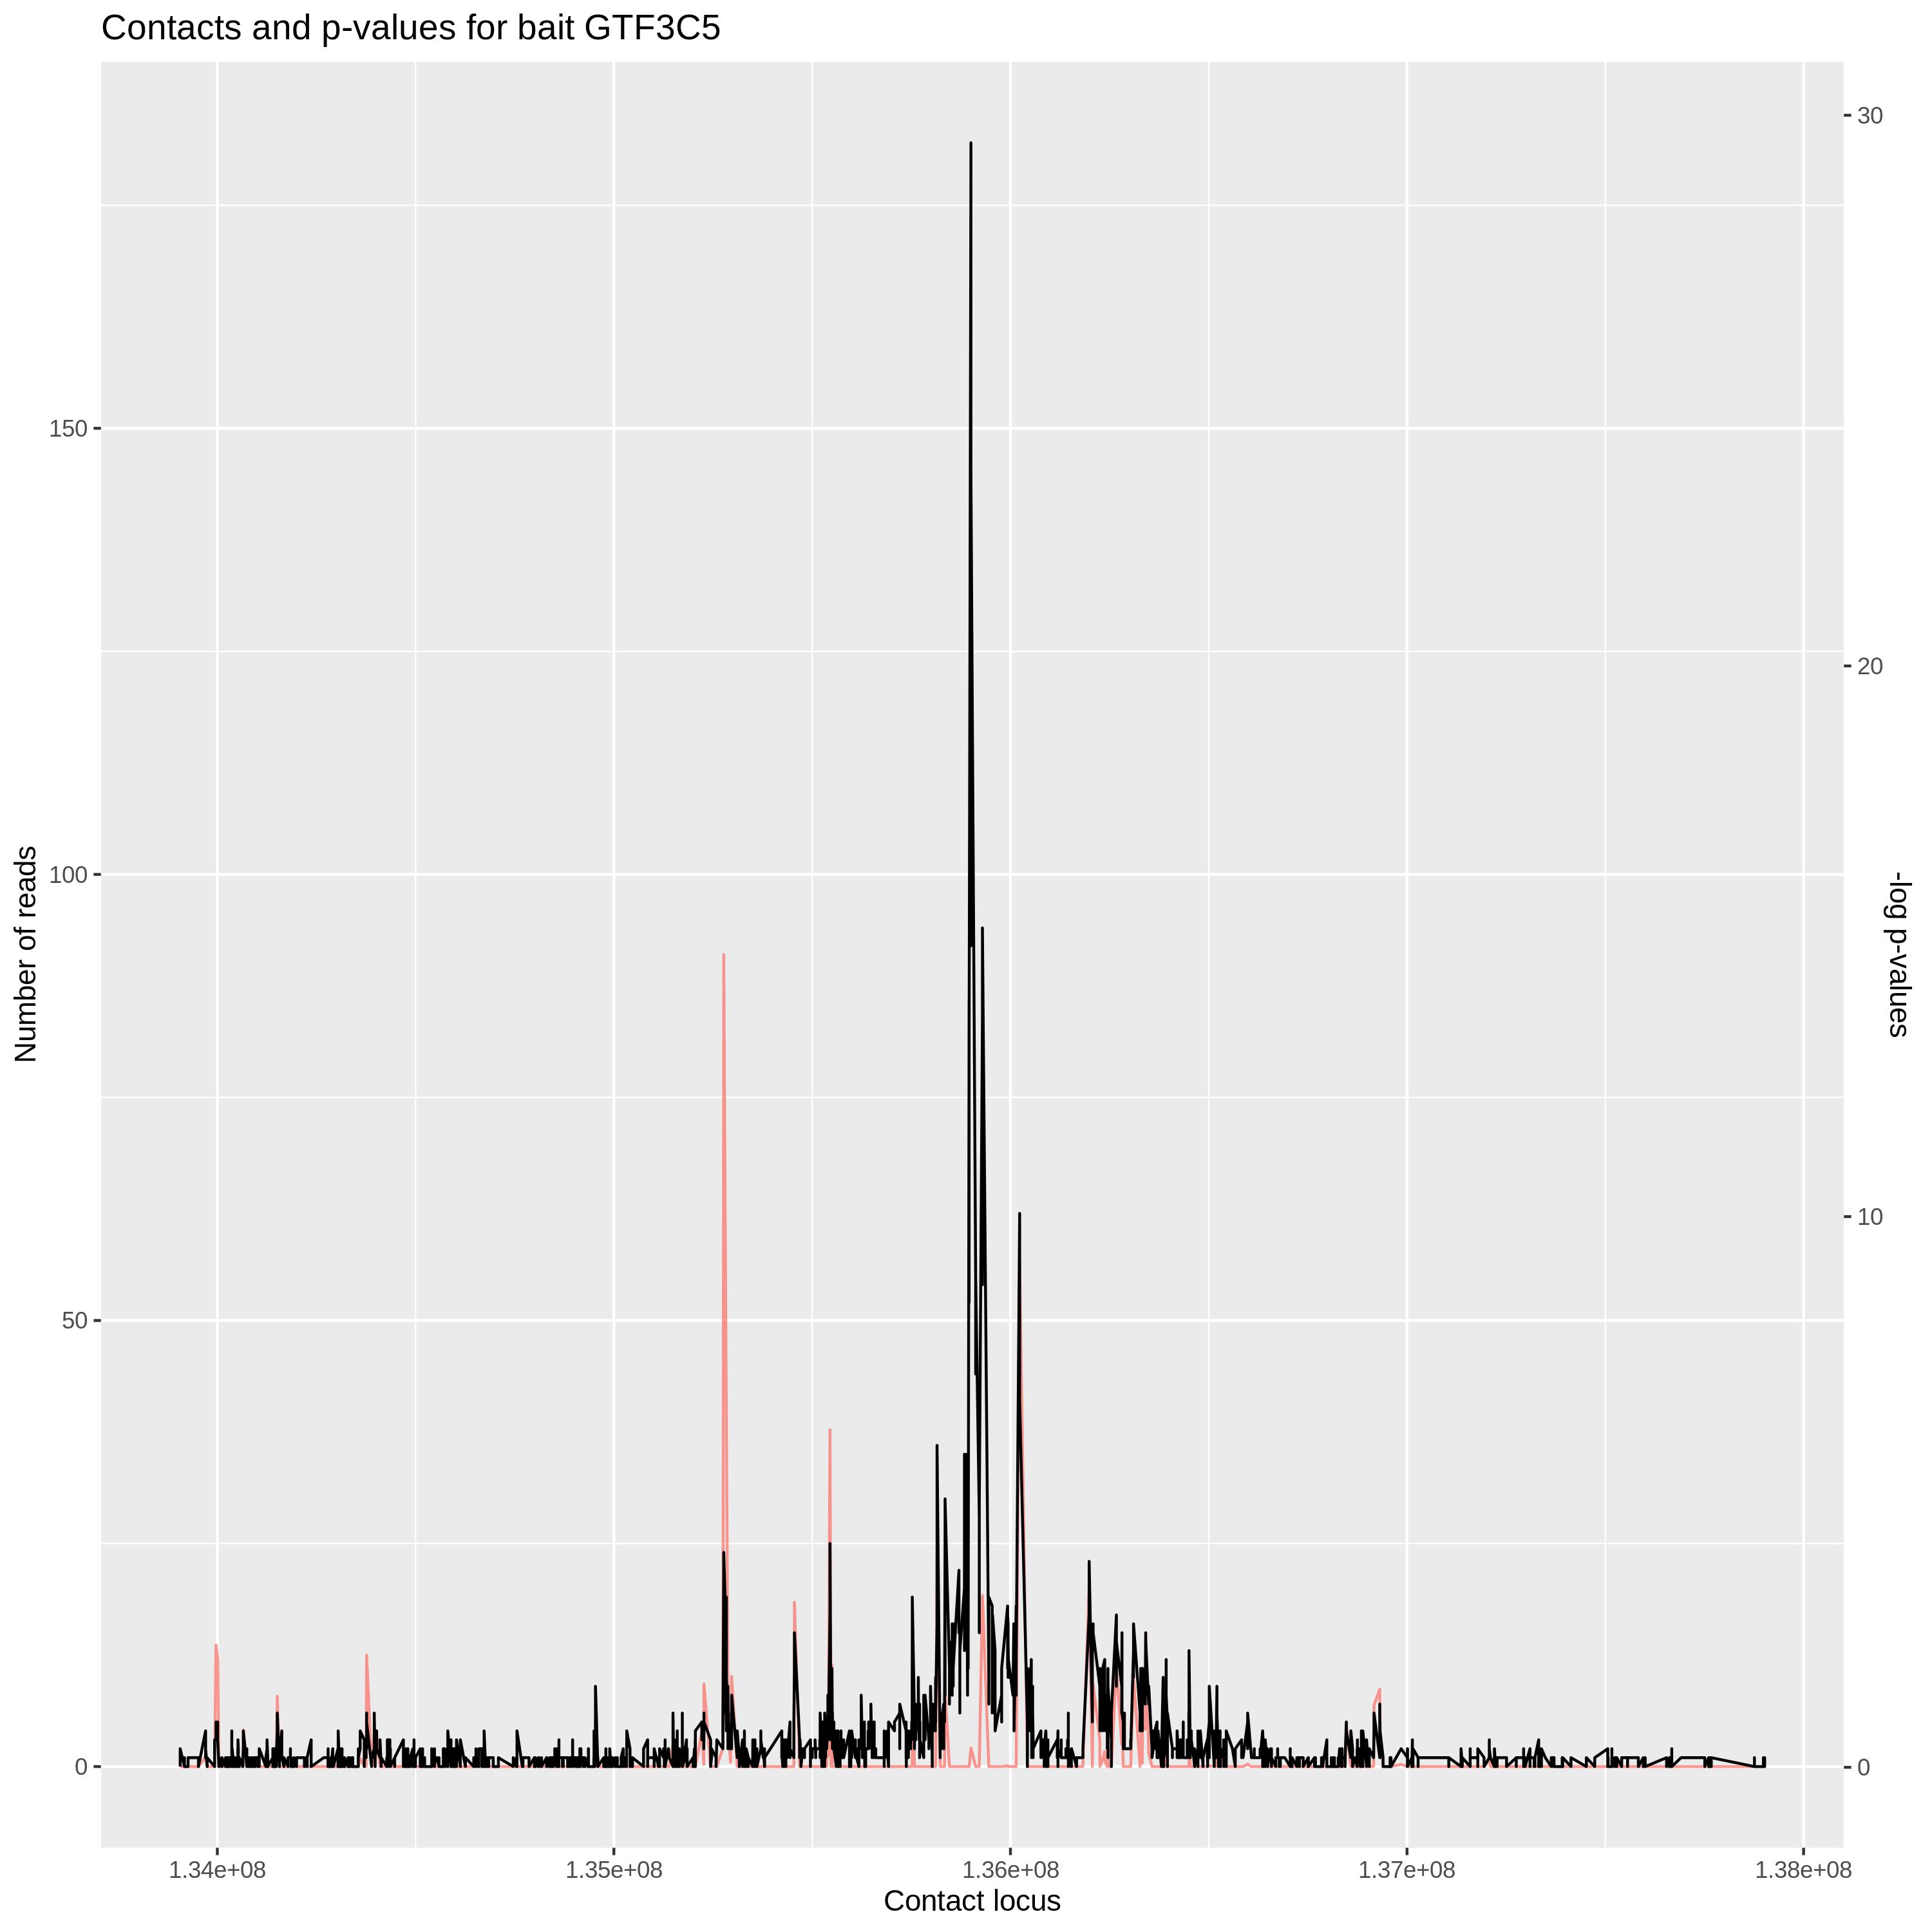 Contacts and p-values for bait GTF3C5
30
150
20
100
Number of reads
-log p-values
10
50
0
0
1.34e+08 1.35e+08 1.36e+08 1.37e+08 1.38e+08
Contact locus